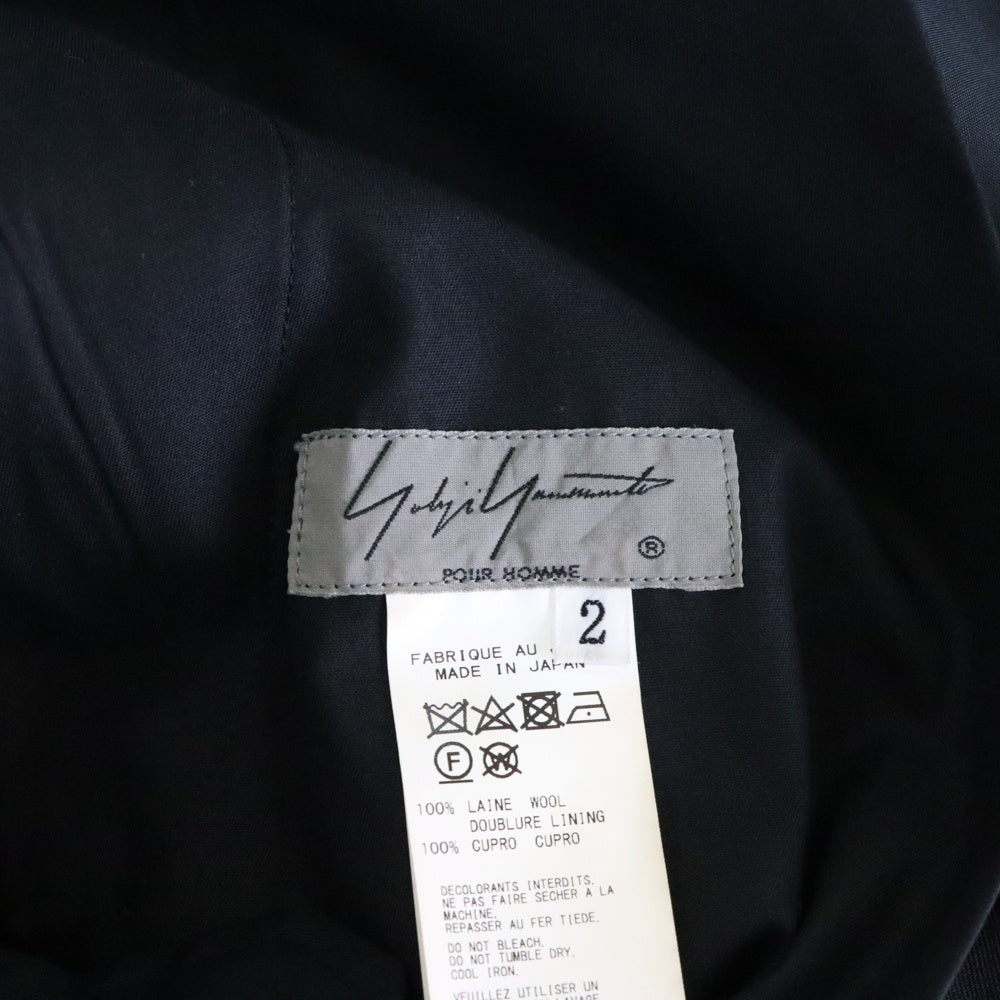 Yohji Yamamoto
®
POUR HOMME
2
FABRIQUE AU
MADE IN JAPAN
F
W
100% LAINE WOOL
DOUBLURE LINING
100% CUPRO CUPRO
DECOLORANTS INTERDITS.
NE PAS FAIRE SECHER A LA
MACHINE.
REPASSER AU FER TIEDE.
DO NOT BLEACH.
DO NOT TUMBLE DRY.
COOL IRON.
VEUILLEZ UTILISER UN
LAVAGE